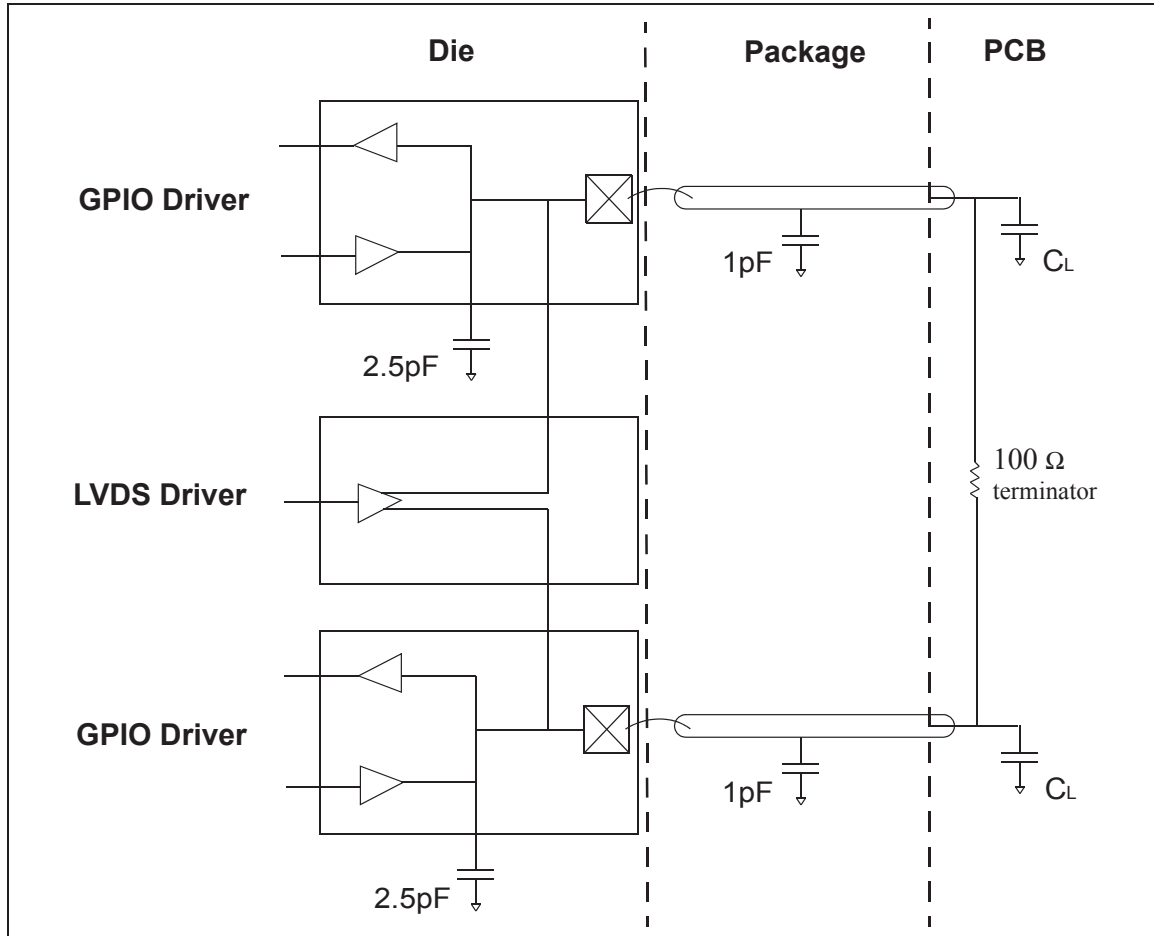 Die
Package
PCB
GPIO Driver
1pF
CL
2.5pF
LVDS Driver
100 Ω
terminator
GPIO Driver
1pF
CL
2.5pF